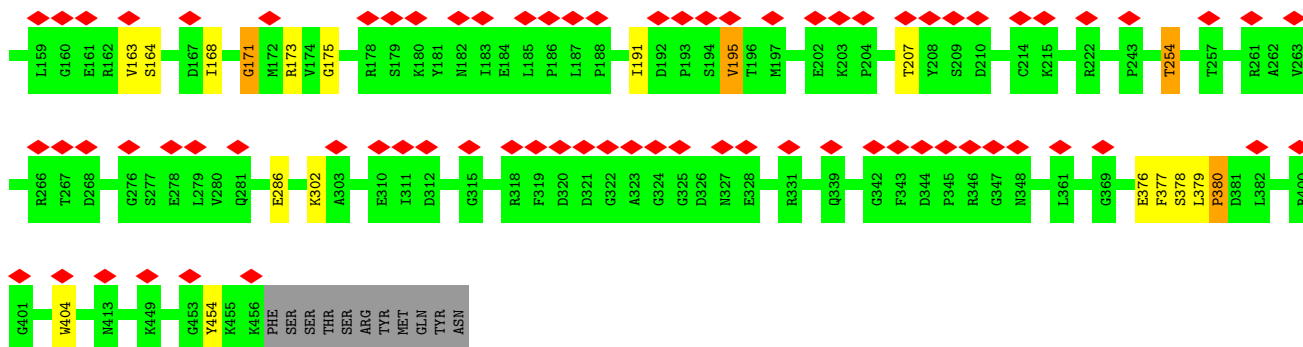 L159 G160 E161 R162 V163 S164 D167 I168 G171 M172 R173 V174 G175 R178 S179 K180 Y181 N182 I183 E184 L185 P186 L187 P188 I191 D192 P193 S194 V195 T196 M197 E202 K203 P204 T207 Y208 S209 D210 C214 K215 R222 P243 T254 T257 R261 A262 V263
R266 T267 D268 G276 S277 E278 L279 V280 Q281 E286 K302 A303 E310 I311 D312 G315 R318 F319 D320 D321 G322 A323 G324 G325 D326 N327 E328 R331 Q339 G342 F343 D344 P345 R346 G347 N348 L361 G369 E376 F377 S378 L379 P380 D381 L382
G401 W404 N413 K449 G453 Y454 K455 K456 PHE SER SER THR SER ARG TYR MET GLN TYR ASN